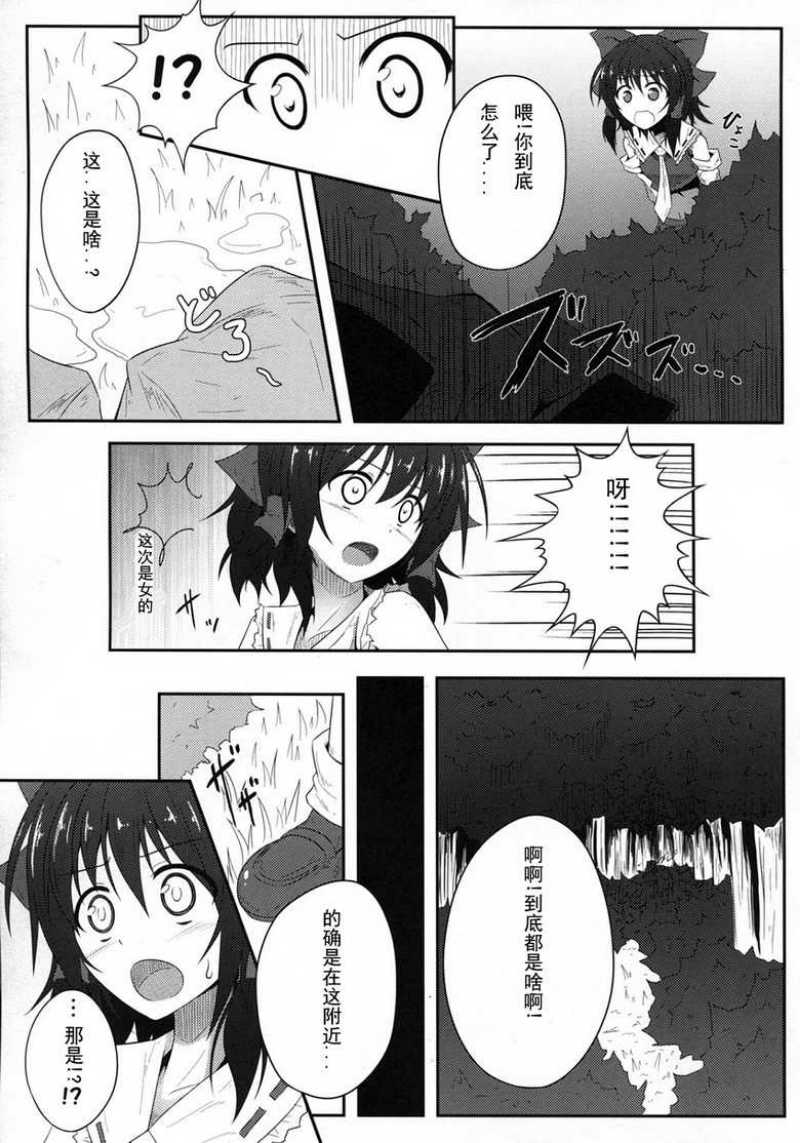 喂!你到底
怎么了....
ひょこ
ズズズ...
!?
这..这是啥..?
どろ~
呀!!!!!!!
这次是女的
ザッ
啊啊!到底都是啥啊!
ザザッ
的确是在这附近
...
...那是!?
!?